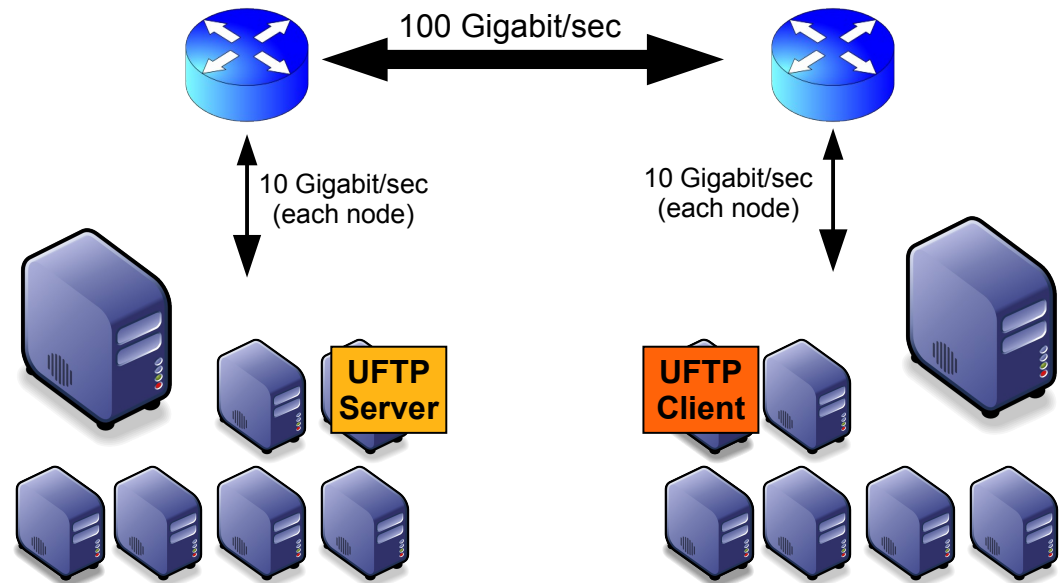 100 Gigabit/sec
10 Gigabit/sec
(each node)
10 Gigabit/sec
(each node)
UFTP
Server
UFTP
Client